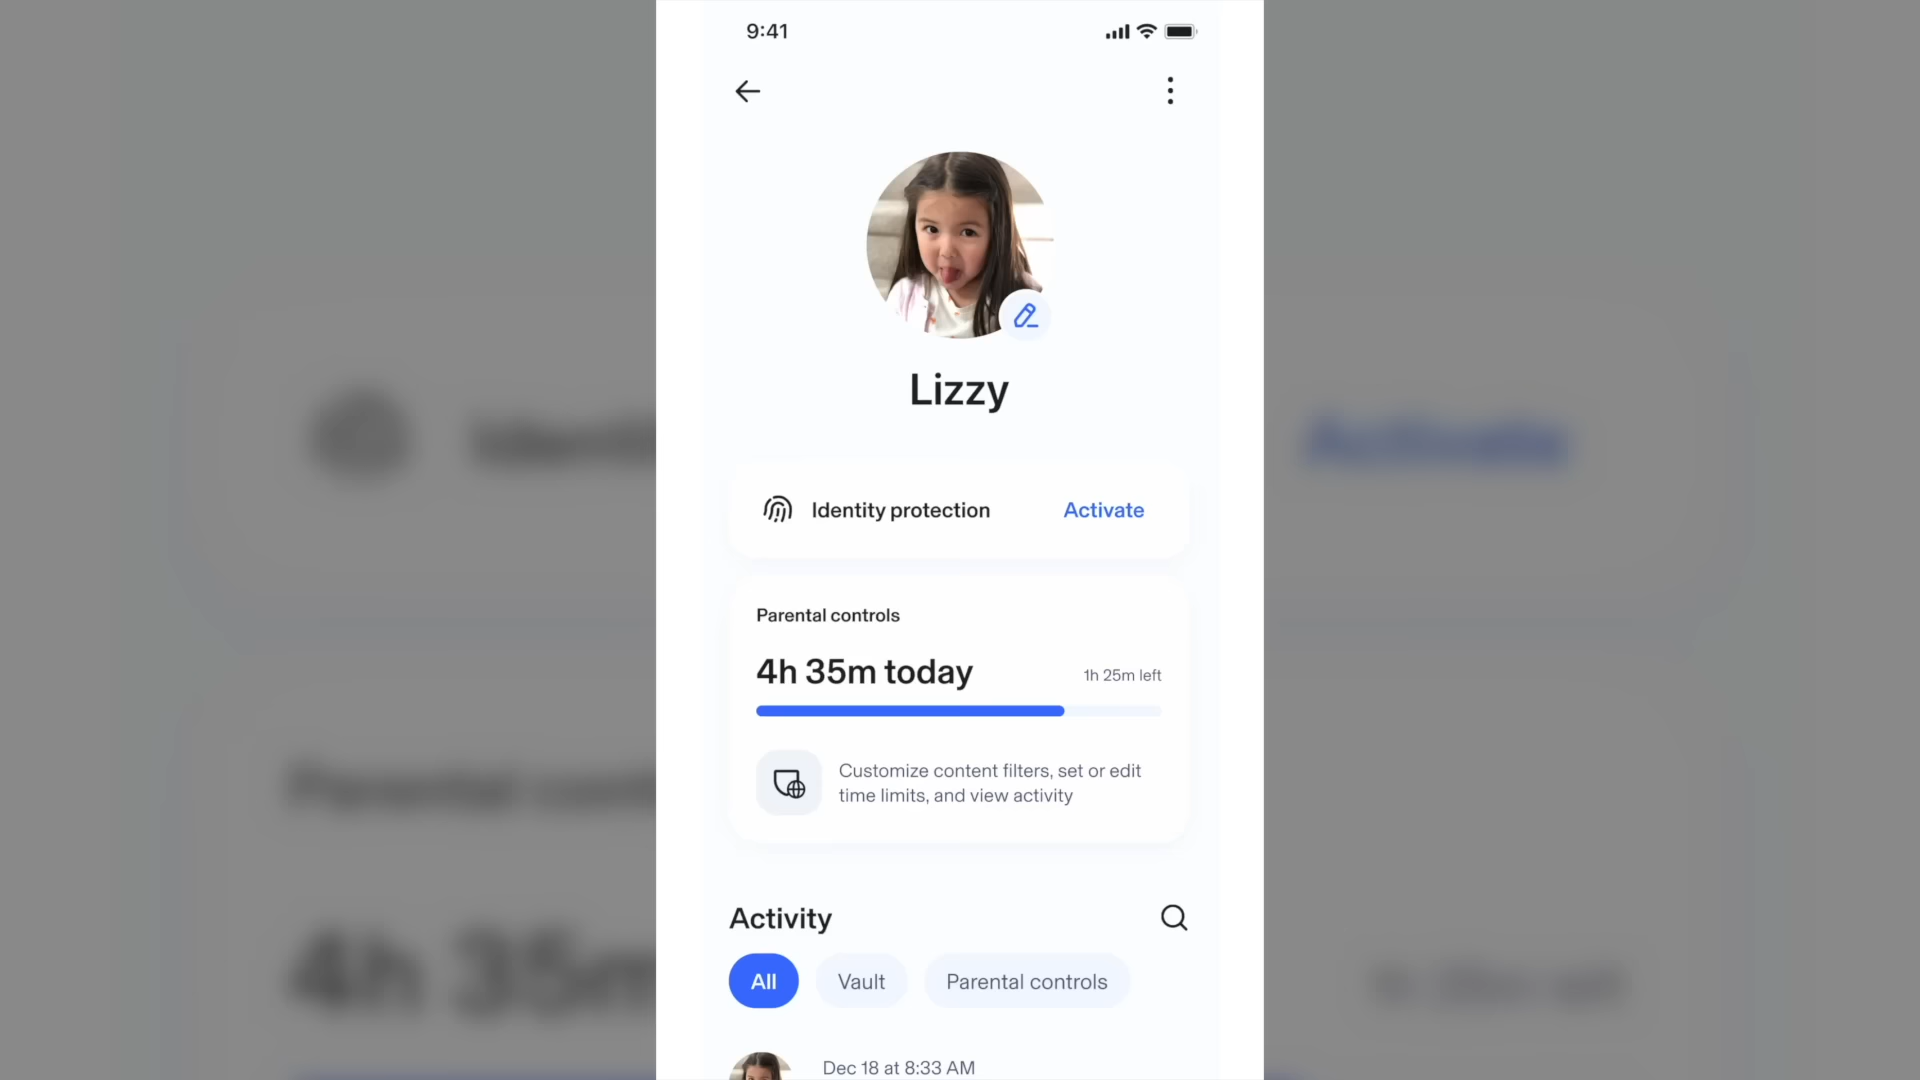 9:41
Lizzy
Identity protection Activate
Parental controls
4h 35m today 1h 25m left
Customize content filters, set or edit
time limits, and view activity
Activity
All Vault Parental controls
Dec 18 at 8:33 AM